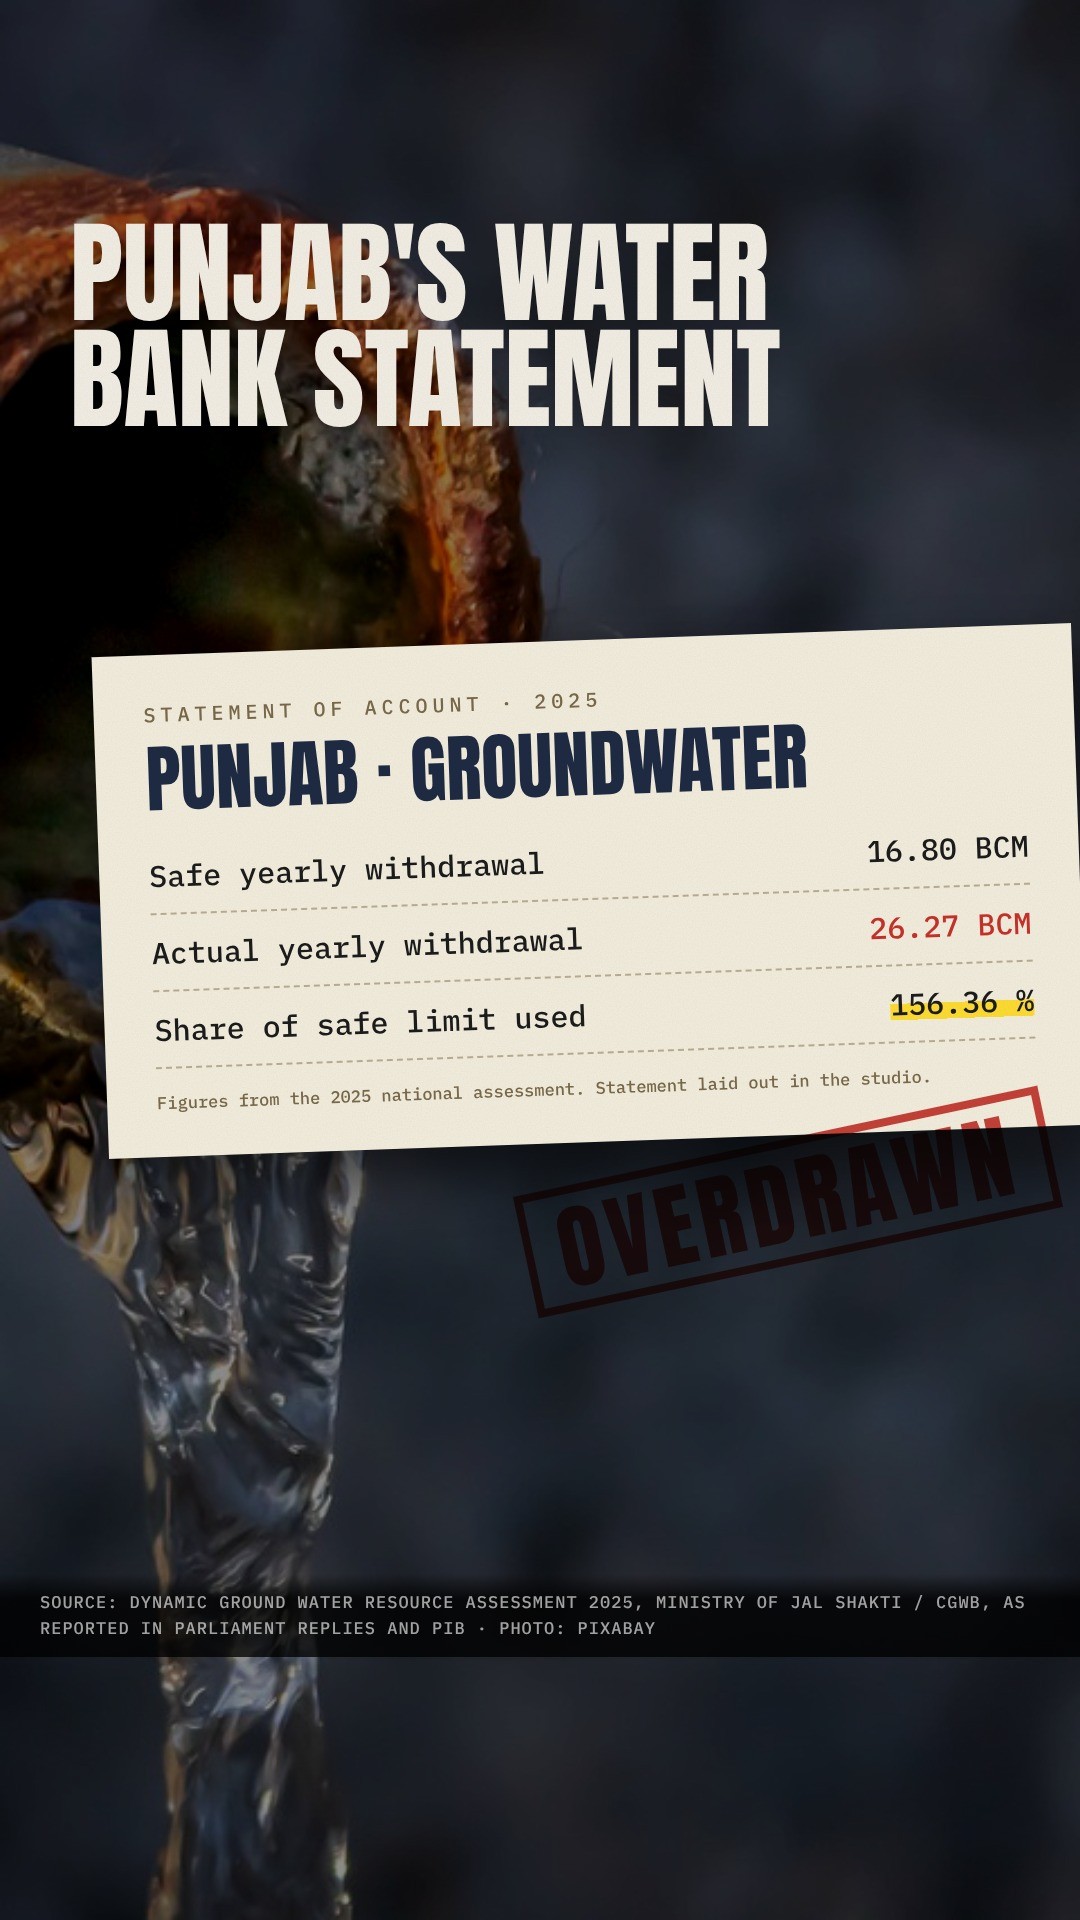 PUNJAB'S WATER
BANK STATEMENT
STATEMENT OF ACCOUNT · 2025
PUNJAB · GROUNDWATER
Safe yearly withdrawal 16.80 BCM
Actual yearly withdrawal 26.27 BCM
Share of safe limit used 156.36 %
Figures from the 2025 national assessment. Statement laid out in the studio.
OVERDRAWN
SOURCE: DYNAMIC GROUND WATER RESOURCE ASSESSMENT 2025, MINISTRY OF JAL SHAKTI / CGWB, AS
REPORTED IN PARLIAMENT REPLIES AND PIB · PHOTO: PIXABAY